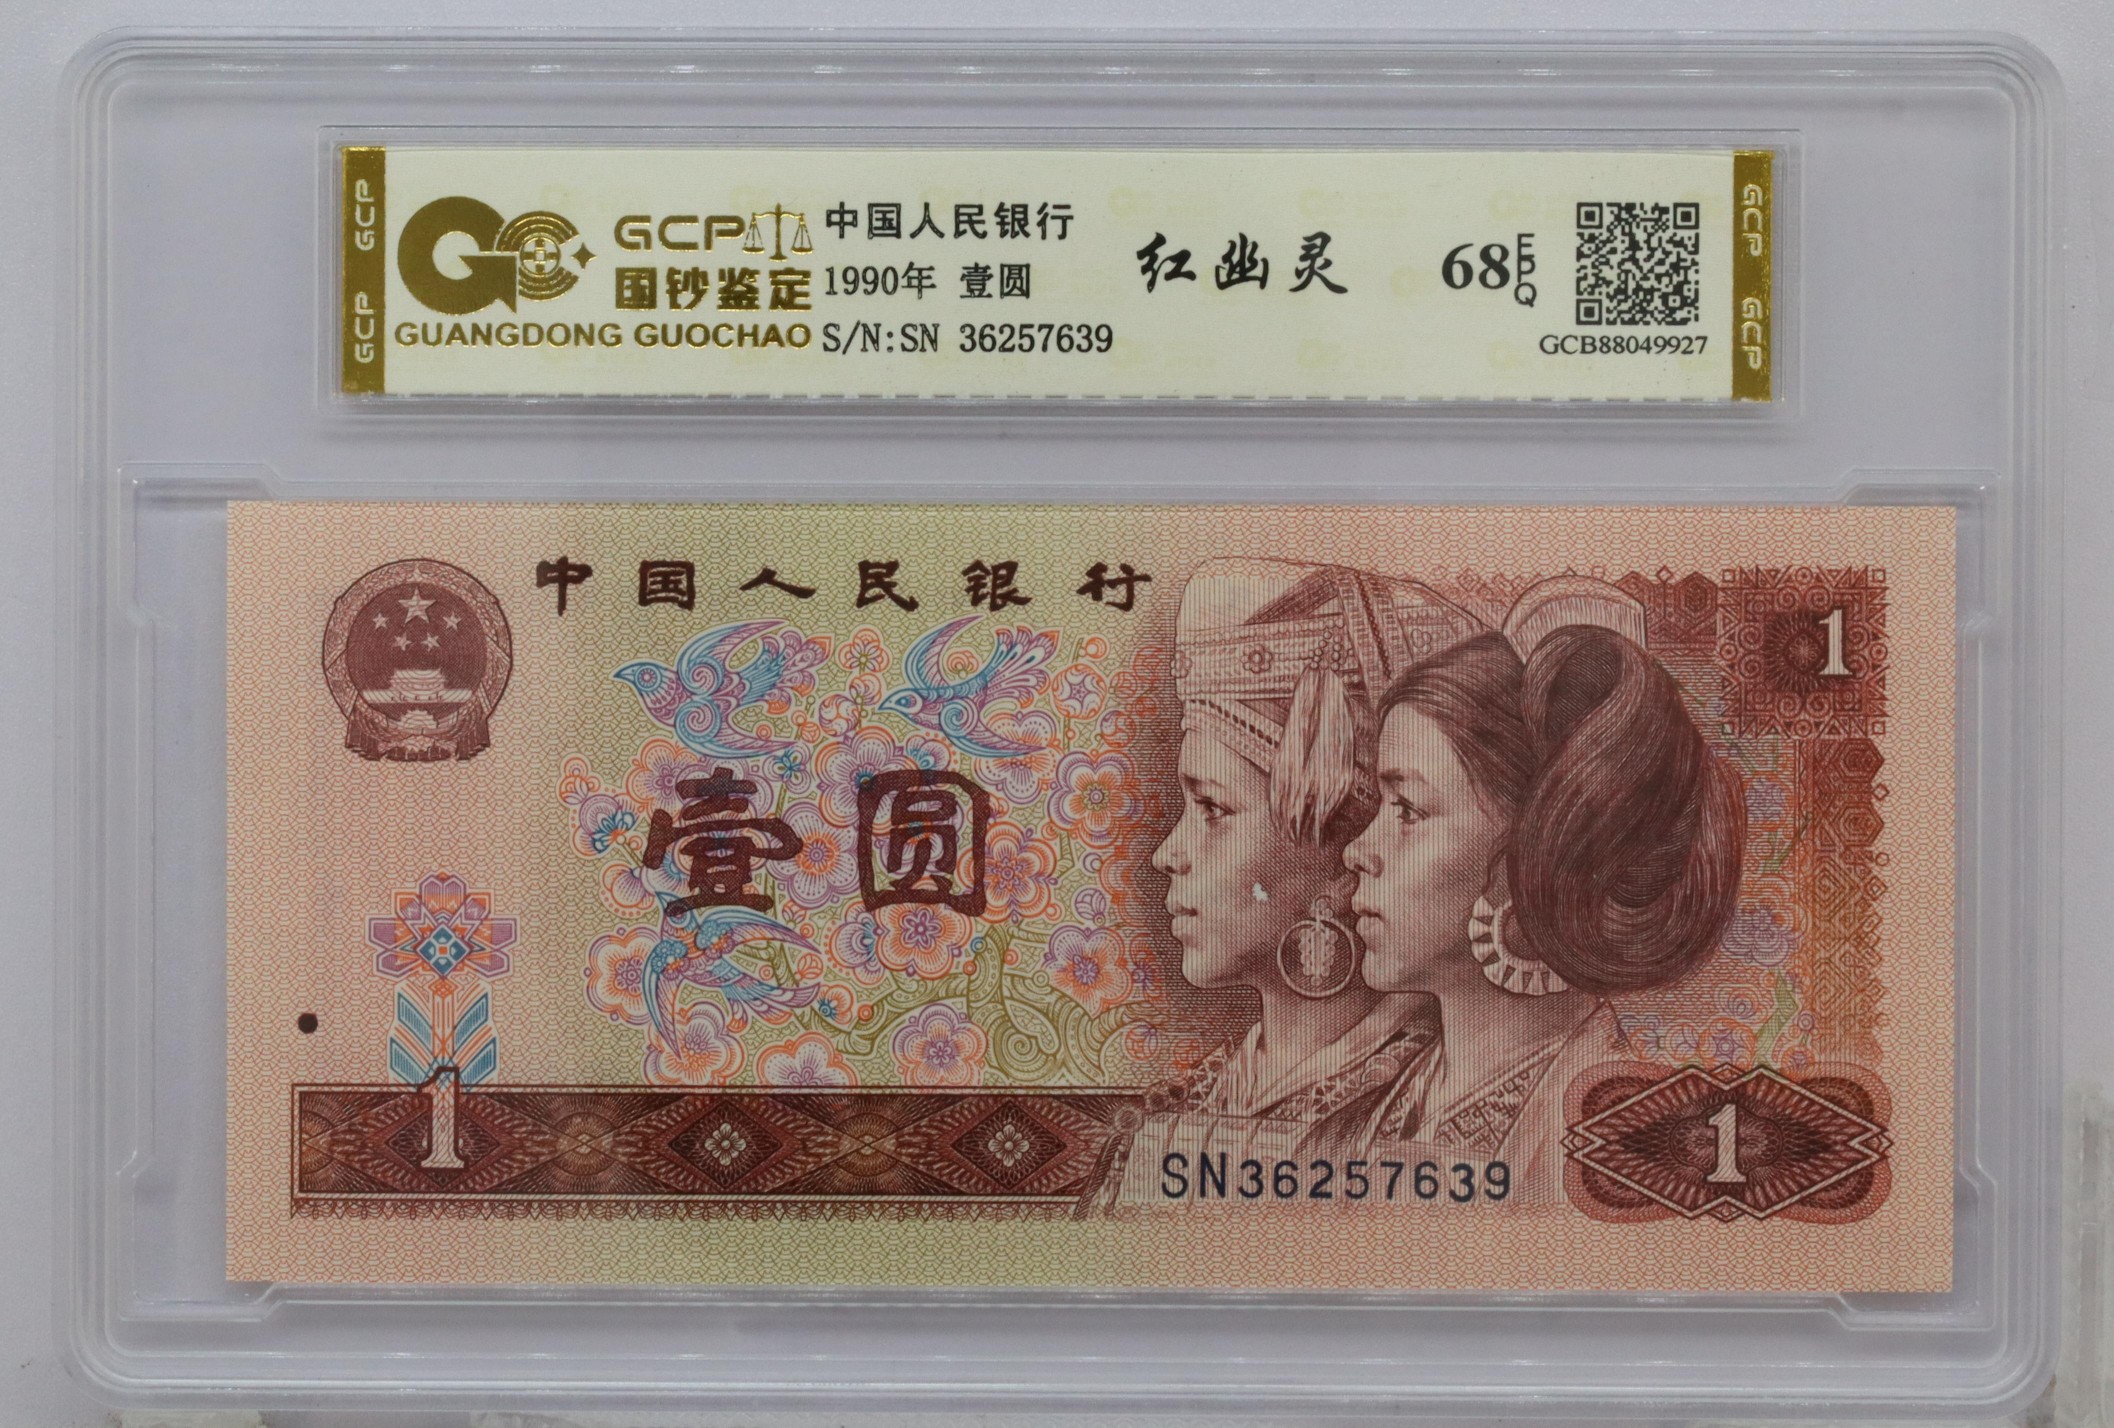 GCP GCP
GCP
国钞鉴定
GUANGDONG GUOCHAO
中国人民银行
1990年 壹圆
S/N:SN 36257639
红幽灵
68 EPQ
GCB88049927
GCP GCP
中国人民银行
1
壹圆
1
SN36257639
1